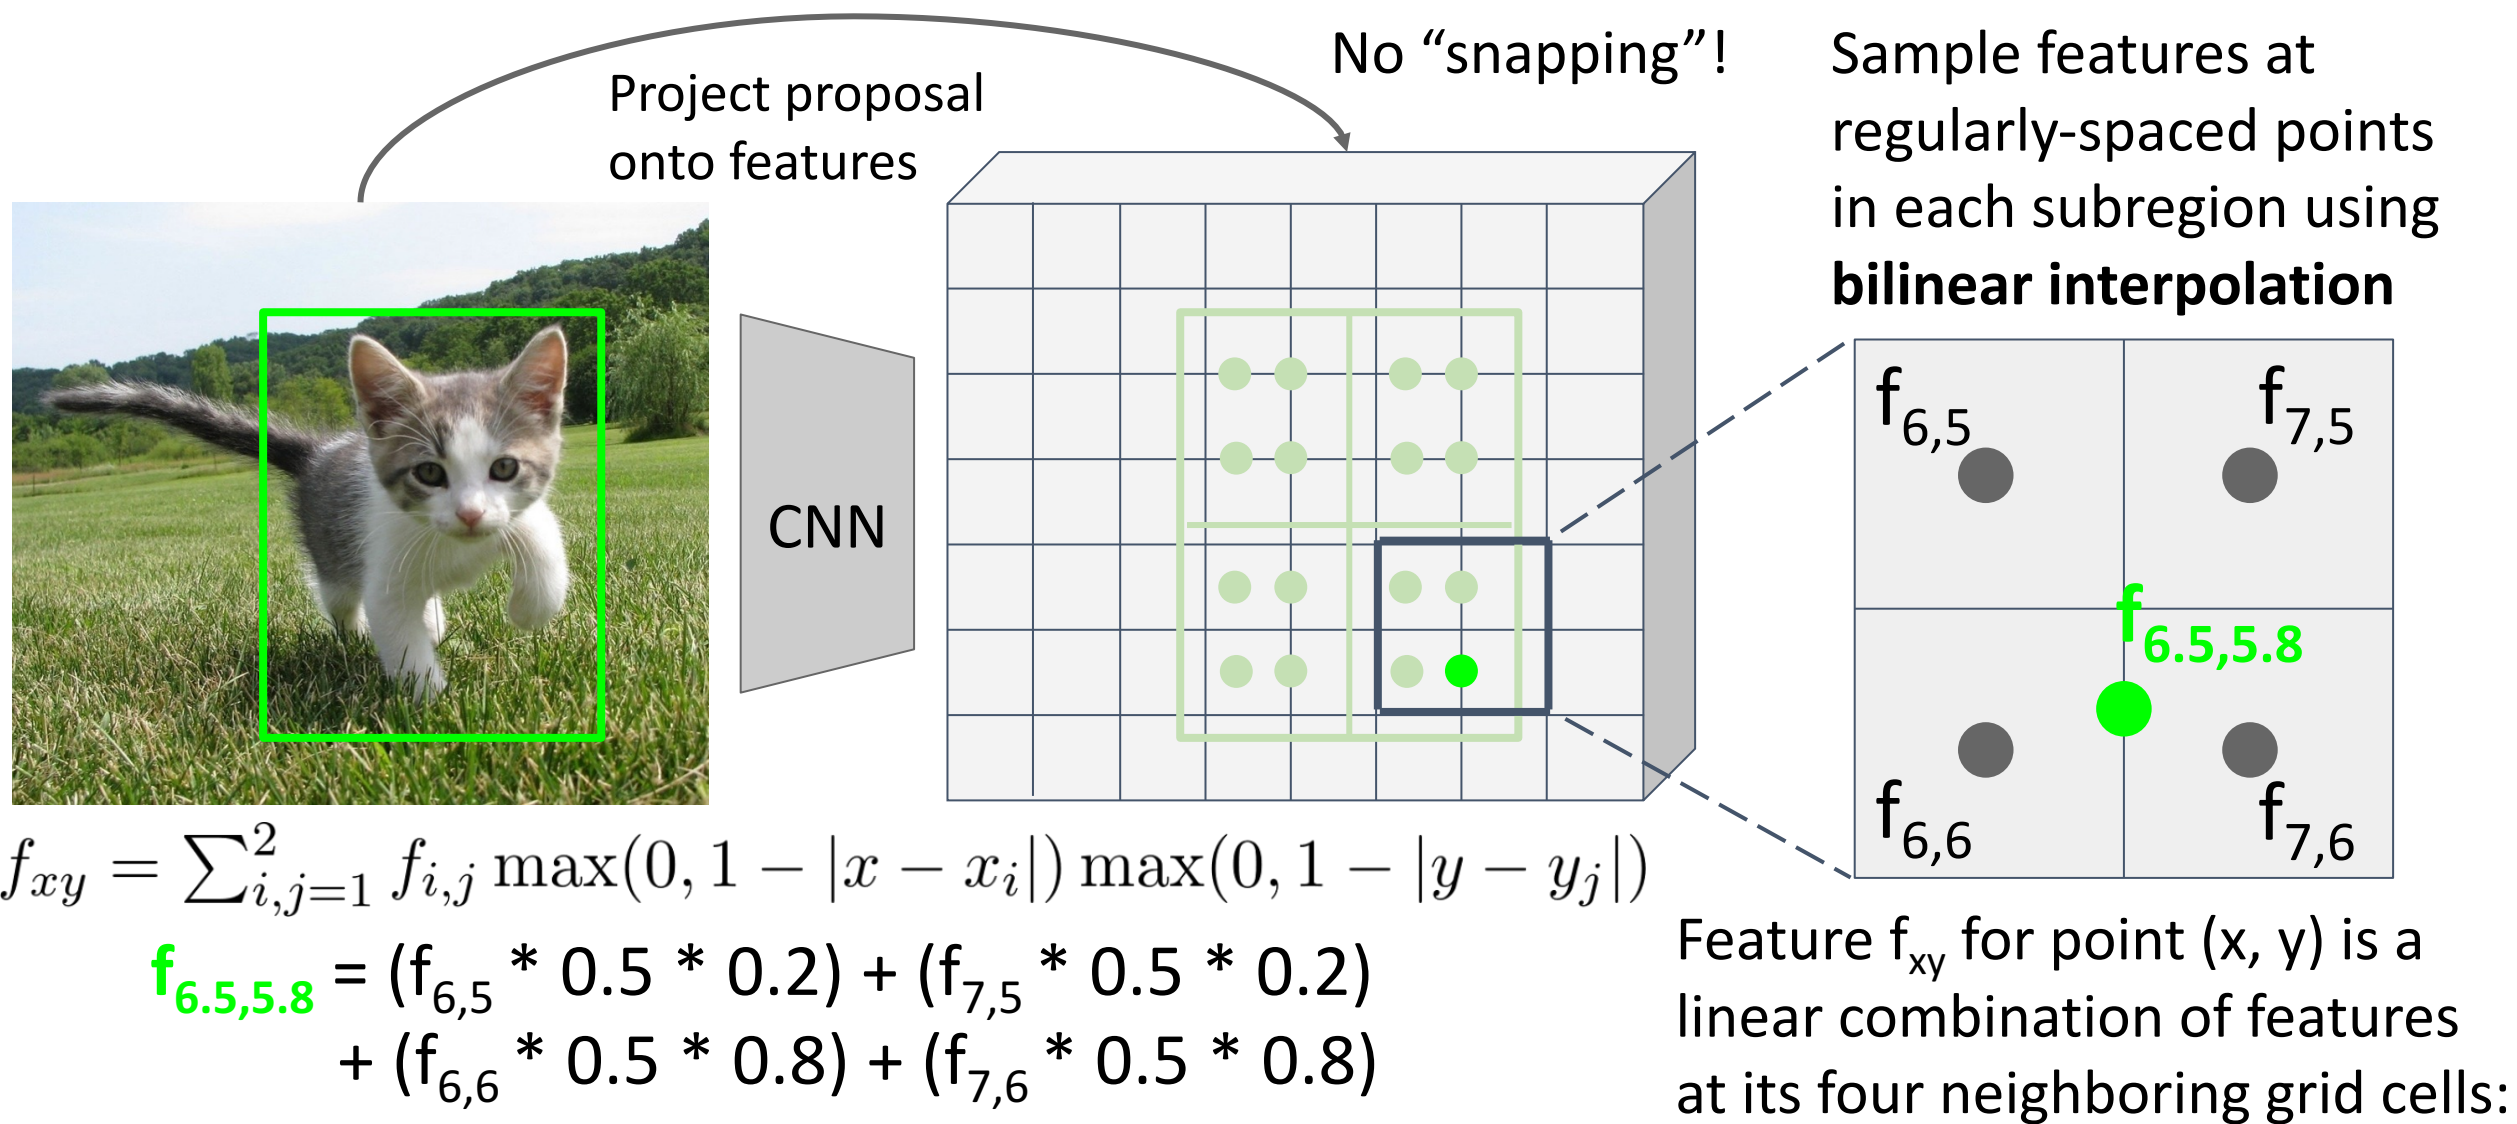 Project proposal
onto features
No “snapping”!
Sample features at
regularly-spaced points
in each subregion using
bilinear interpolation
CNN
f6,5
f7,5
f6.5,5.8
f6,6
f7,6
fxy = ∑²i,j=1 fi,j max(0, 1 − |x − xi|) max(0, 1 − |y − yj|)
f6.5,5.8 = (f6,5 * 0.5 * 0.2) + (f7,5 * 0.5 * 0.2)
+ (f6,6 * 0.5 * 0.8) + (f7,6 * 0.5 * 0.8)
Feature fxy for point (x, y) is a
linear combination of features
at its four neighboring grid cells: